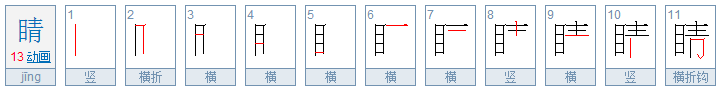 睛 1 2 3 4 5 6 7 8 9 10 11
13 动画
jīng 竖 横折 横 横 横 横 横 竖 横 竖 横折钩